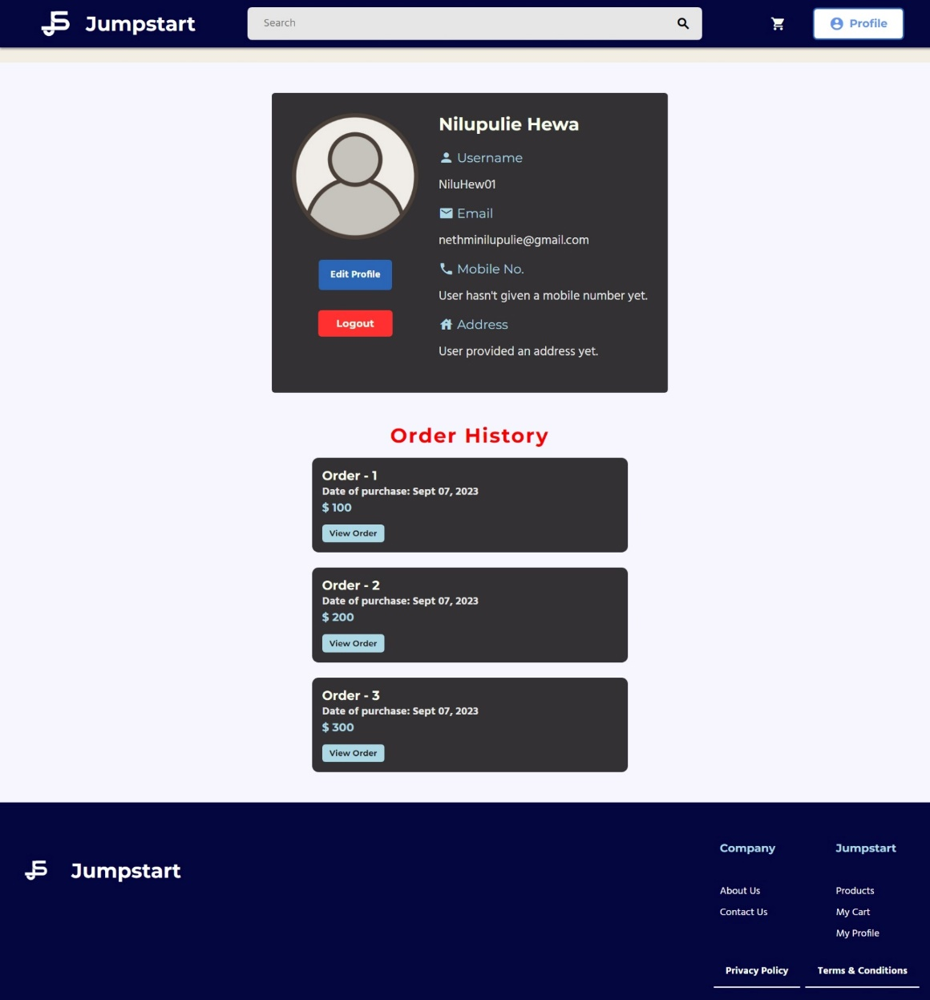 Jumpstart
Search
Profile
Nilupulie Hewa
Username
NiluHew01
Email
nethminilupulie@gmail.com
Mobile No.
User hasn't given a mobile number yet.
Address
User provided an address yet.
Edit Profile
Logout
Order History
Order - 1
Date of purchase: Sept 07, 2023
$ 100
View Order
Order - 2
Date of purchase: Sept 07, 2023
$ 200
View Order
Order - 3
Date of purchase: Sept 07, 2023
$ 300
View Order
Jumpstart
Company
About Us
Contact Us
Jumpstart
Products
My Cart
My Profile
Privacy Policy
Terms & Conditions